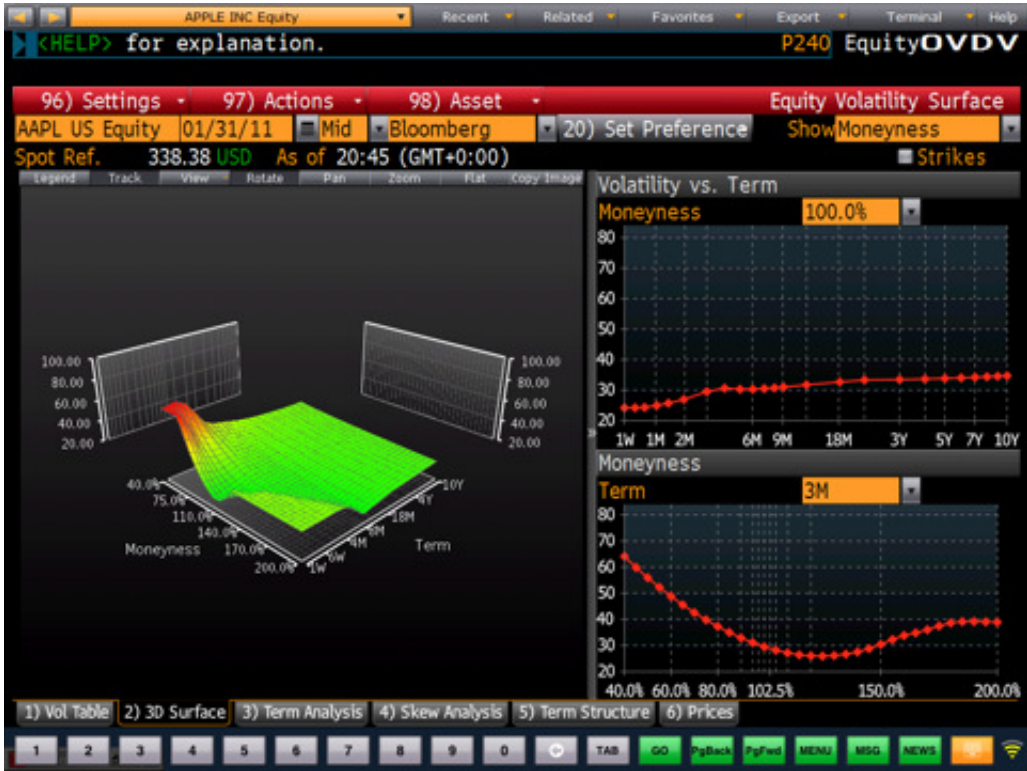 APPLE INC Equity Recent Related Favorites Export Terminal Help
<HELP> for explanation. P240 EquityOVDV
96) Settings 97) Actions 98) Asset Equity Volatility Surface
AAPL US Equity 01/31/11 Mid Bloomberg 20) Set Preference Show Moneyness
Spot Ref. 338.38 USD As of 20:45 (GMT+0:00) Strikes
Legend Track View Rotate Pan Zoom Flat Copy Image
Volatility vs. Term
Moneyness 100.0%
80
70
60
50
40
30
20
1W 1M 2M 6M 9M 18M 3Y 5Y 7Y 10Y
100.00 100.00
80.00 80.00
60.00 60.00
40.00 40.00
20.00 20.00
40.0% 10Y
75.0% 4Y
110.0% 18M
140.0% 8M
170.0% 4M
200.0% 6W
1W
Moneyness Term
Moneyness
Term 3M
80
70
60
50
40
30
20
40.0% 60.0% 80.0% 102.5% 150.0% 200.0%
1) Vol Table 2) 3D Surface 3) Term Analysis 4) Skew Analysis 5) Term Structure 6) Prices
1 2 3 4 5 6 7 8 9 0 TAB GO PgBack PgFwd MENU MSG NEWS